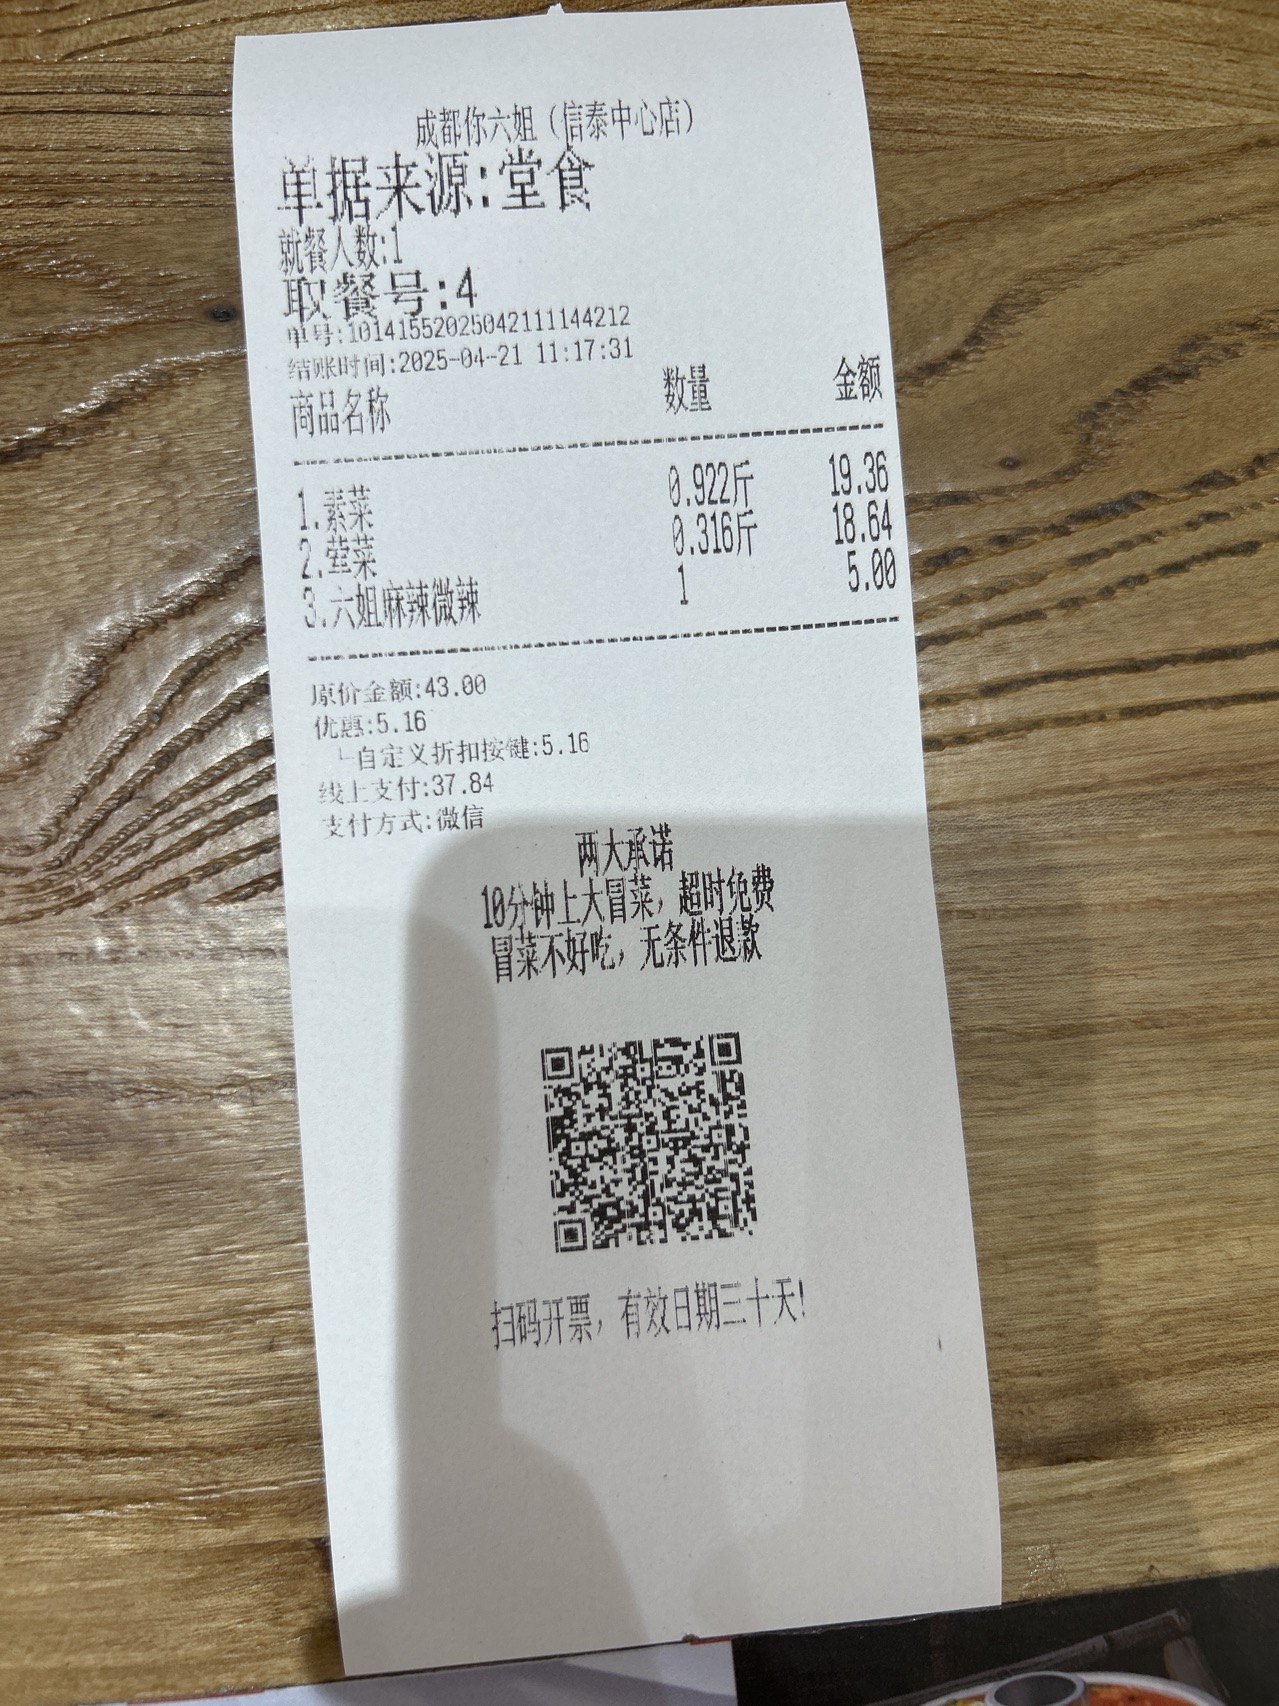 成都你六姐（信泰中心店）
单据来源:堂食
就餐人数:1
取餐号:4
单号:10141552025042111144212
结账时间:2025-04-21 11:17:31
商品名称 数量 金额
1.素菜 0.922斤 19.36
2.荤菜 0.316斤 18.64
3.六姐麻辣微辣 1 5.00
原价金额:43.00
优惠:5.16
└自定义折扣按键:5.16
线上支付:37.84
支付方式:微信
两大承诺
10分钟上大冒菜，超时免费
冒菜不好吃，无条件退款
扫码开票，有效日期三十天!